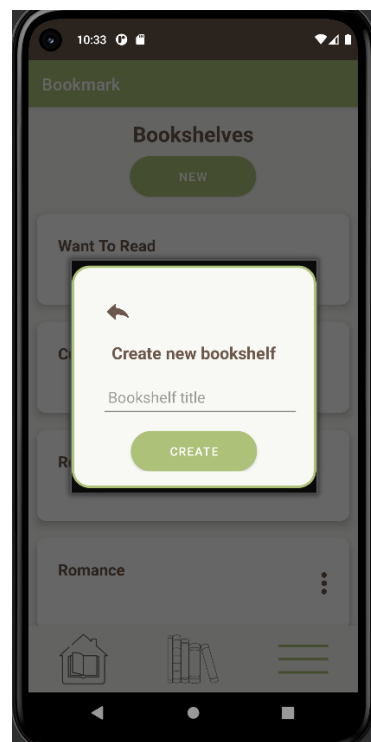 10:33
Bookmark
Bookshelves
NEW
Want To Read
C
Create new bookshelf
Bookshelf title
R
CREATE
Romance